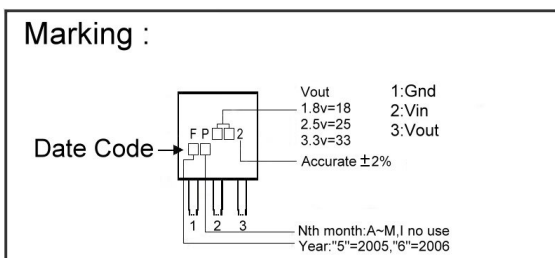 Marking :
Vout
1.8v=18
2.5v=25
3.3v=33
1:Gnd
2:Vin
3:Vout
F P 2
Date Code
Accurate ±2%
1 2 3
Nth month:A~M,I no use
Year:"5"=2005,"6"=2006